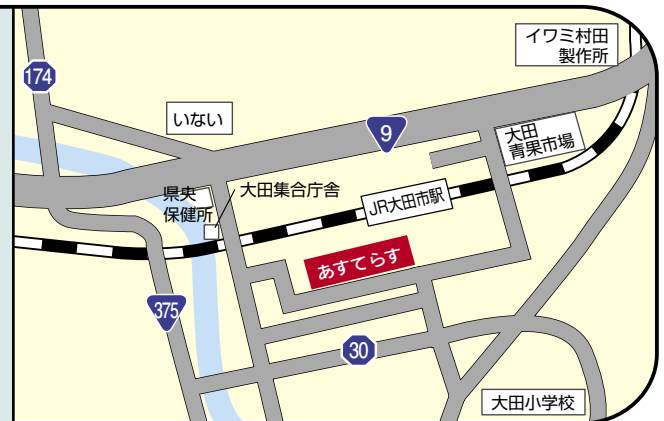 イワミ村田
製作所
174
いない
9
大田
青果市場
県央
保健所
大田集合庁舎
JR大田市駅
あすてらす
375
30
大田小学校